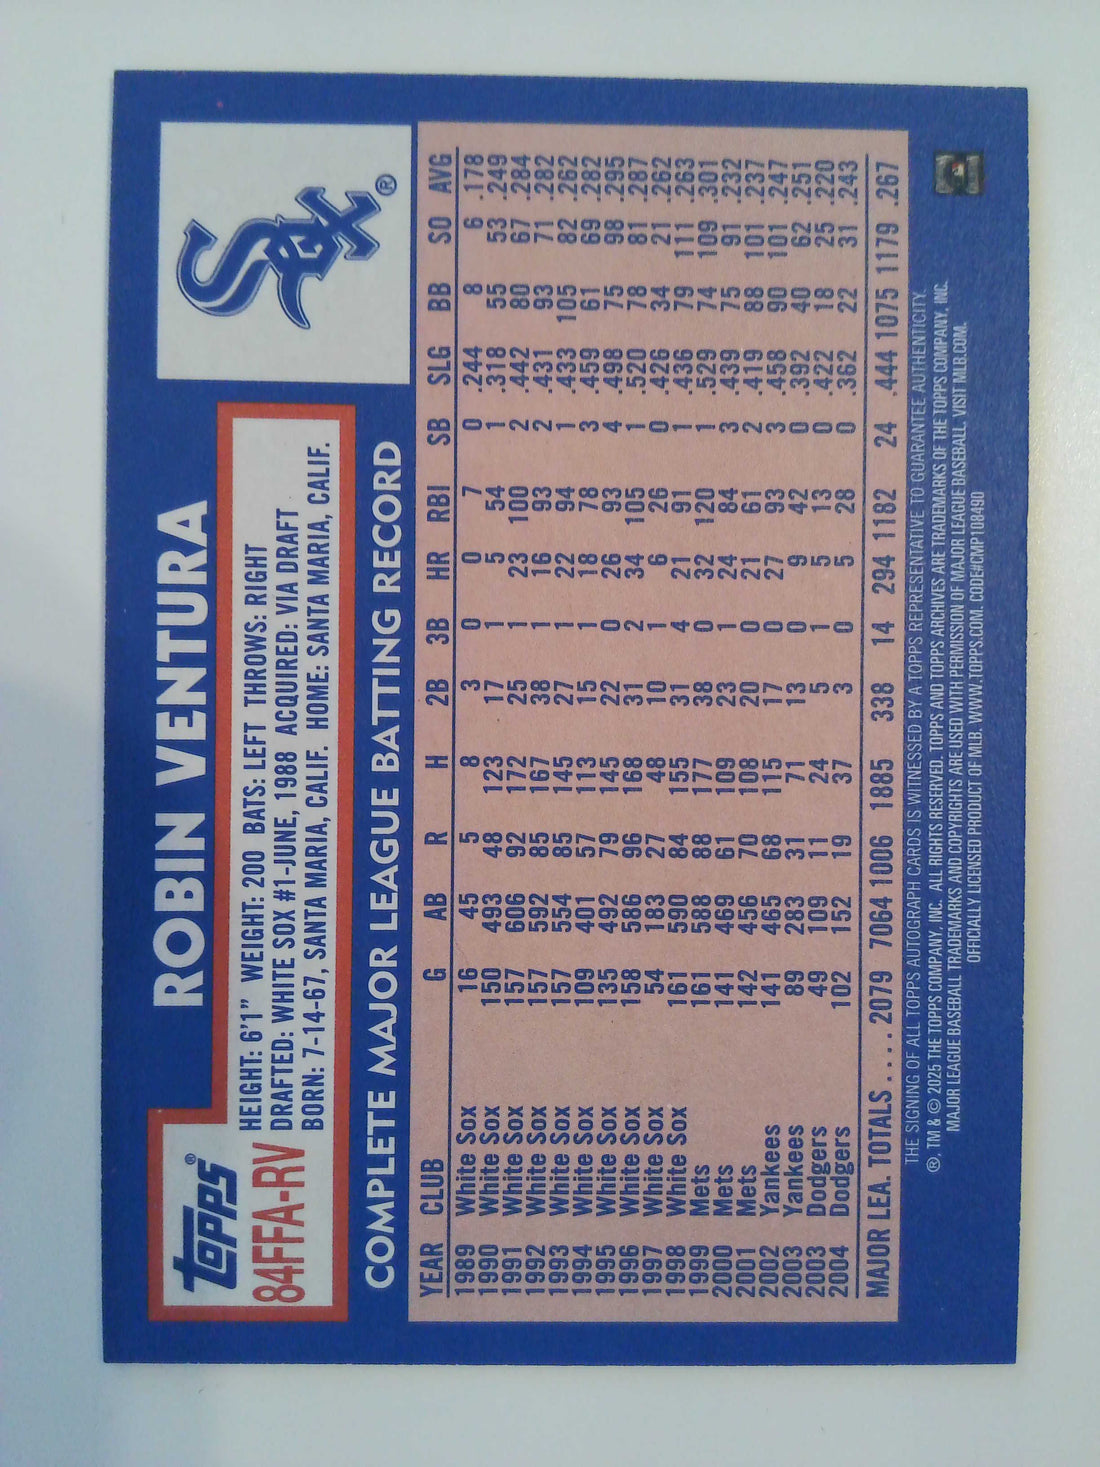 Topps®
84FFA-RV
ROBIN VENTURA
HEIGHT: 6'1" WEIGHT: 200 BATS: LEFT THROWS: RIGHT
DRAFTED: WHITE SOX #1-JUNE, 1988 ACQUIRED: VIA DRAFT
BORN: 7-14-67, SANTA MARIA, CALIF. HOME: SANTA MARIA, CALIF.
SOX®
COMPLETE MAJOR LEAGUE BATTING RECORD
YEAR CLUB G AB R H 2B 3B HR RBI SB SLG BB SO AVG
1989 White Sox 16 45 5 8 3 0 0 7 0 .244 8 6 .178
1990 White Sox 150 493 48 123 17 1 5 54 1 .318 55 53 .249
1991 White Sox 157 606 92 172 25 1 23 100 2 .442 80 67 .284
1992 White Sox 157 592 85 167 38 1 16 93 2 .431 93 71 .282
1993 White Sox 157 554 85 145 27 1 22 94 1 .433 105 82 .262
1994 White Sox 109 401 57 113 15 1 18 78 3 .459 61 69 .282
1995 White Sox 135 492 79 145 22 0 26 93 4 .498 75 98 .295
1996 White Sox 158 586 96 168 31 2 34 105 1 .520 78 81 .287
1997 White Sox 54 183 27 48 10 1 6 26 0 .426 34 21 .262
1998 White Sox 161 590 84 155 31 4 21 91 1 .436 79 111 .263
1999 Mets 161 588 88 177 38 0 32 120 1 .529 74 109 .301
2000 Mets 141 469 61 109 23 1 24 84 3 .439 75 91 .232
2001 Mets 142 456 70 108 20 0 21 61 2 .419 88 101 .237
2002 Yankees 141 465 68 115 17 0 27 93 3 .458 90 101 .247
2003 Yankees 89 283 31 71 13 0 9 42 0 .392 40 62 .251
2003 Dodgers 49 109 11 24 5 1 5 13 0 .422 18 25 .220
2004 Dodgers 102 152 19 37 3 0 5 28 0 .362 22 31 .243
MAJOR LEA. TOTALS .... 2079 7064 1006 1885 338 14 294 1182 24 .444 1075 1179 .267
THE SIGNING OF ALL TOPPS AUTOGRAPH CARDS IS WITNESSED BY A TOPPS REPRESENTATIVE TO GUARANTEE AUTHENTICITY.
®, TM & © 2025 THE TOPPS COMPANY, INC. ALL RIGHTS RESERVED. TOPPS AND TOPPS ARCHIVES ARE TRADEMARKS OF THE TOPPS COMPANY, INC.
MAJOR LEAGUE BASEBALL TRADEMARKS AND COPYRIGHTS ARE USED WITH PERMISSION OF MAJOR LEAGUE BASEBALL. VISIT MLB.COM.
OFFICIALLY LICENSED PRODUCT OF MLB. WWW.TOPPS.COM. CODE#CMP108490